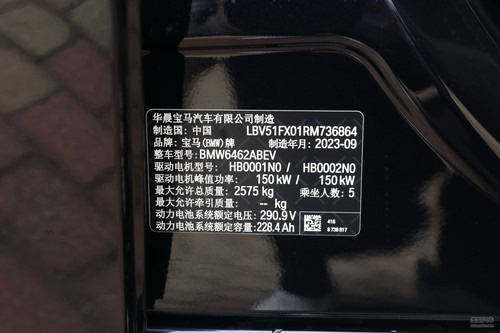 华晨宝马汽车有限公司制造
制造国: 中国 LBV51FX01RM736864
品牌: 宝马(BMW)牌 制造年月: 2023-09
整车型号: BMW6462ABEV
驱动电机型号: HB0001N0 / HB0002N0
驱动电机峰值功率: 150 kW / 150 kW
最大允许总质量: 2575 kg 乘坐人数: 5
最大允许牵引质量: -- kg
动力电池系统额定电压: 290.9 V
动力电池系统额定容量: 228.4 Ah
416
8 738 817